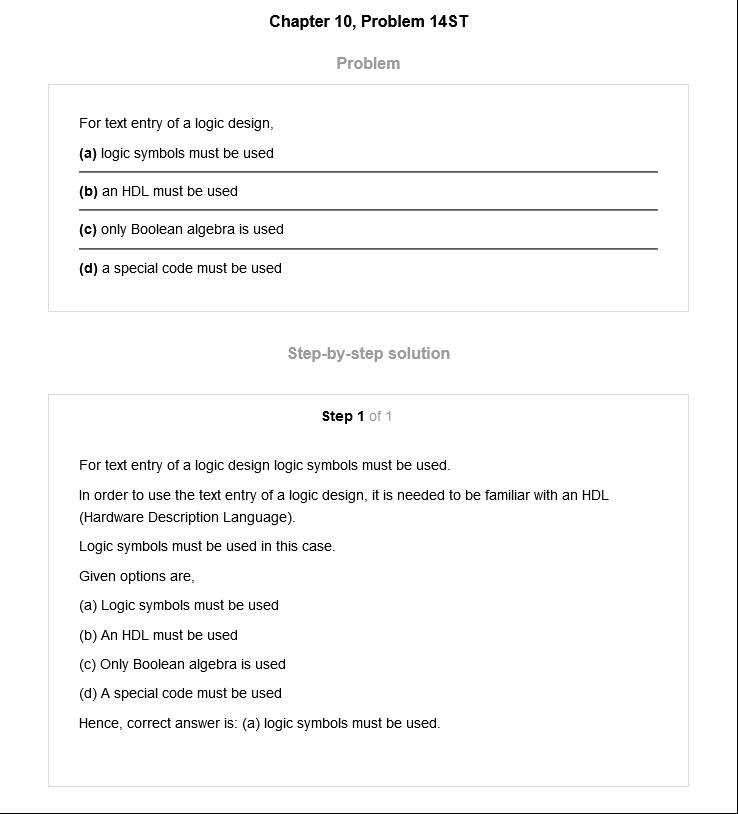 Chapter 10, Problem 14ST
Problem
For text entry of a logic design,
(a) logic symbols must be used
(b) an HDL must be used
(c) only Boolean algebra is used
(d) a special code must be used
Step-by-step solution
Step 1 of 1
For text entry of a logic design logic symbols must be used.
In order to use the text entry of a logic design, it is needed to be familiar with an HDL
(Hardware Description Language).
Logic symbols must be used in this case.
Given options are,
(a) Logic symbols must be used
(b) An HDL must be used
(c) Only Boolean algebra is used
(d) A special code must be used
Hence, correct answer is: (a) logic symbols must be used.